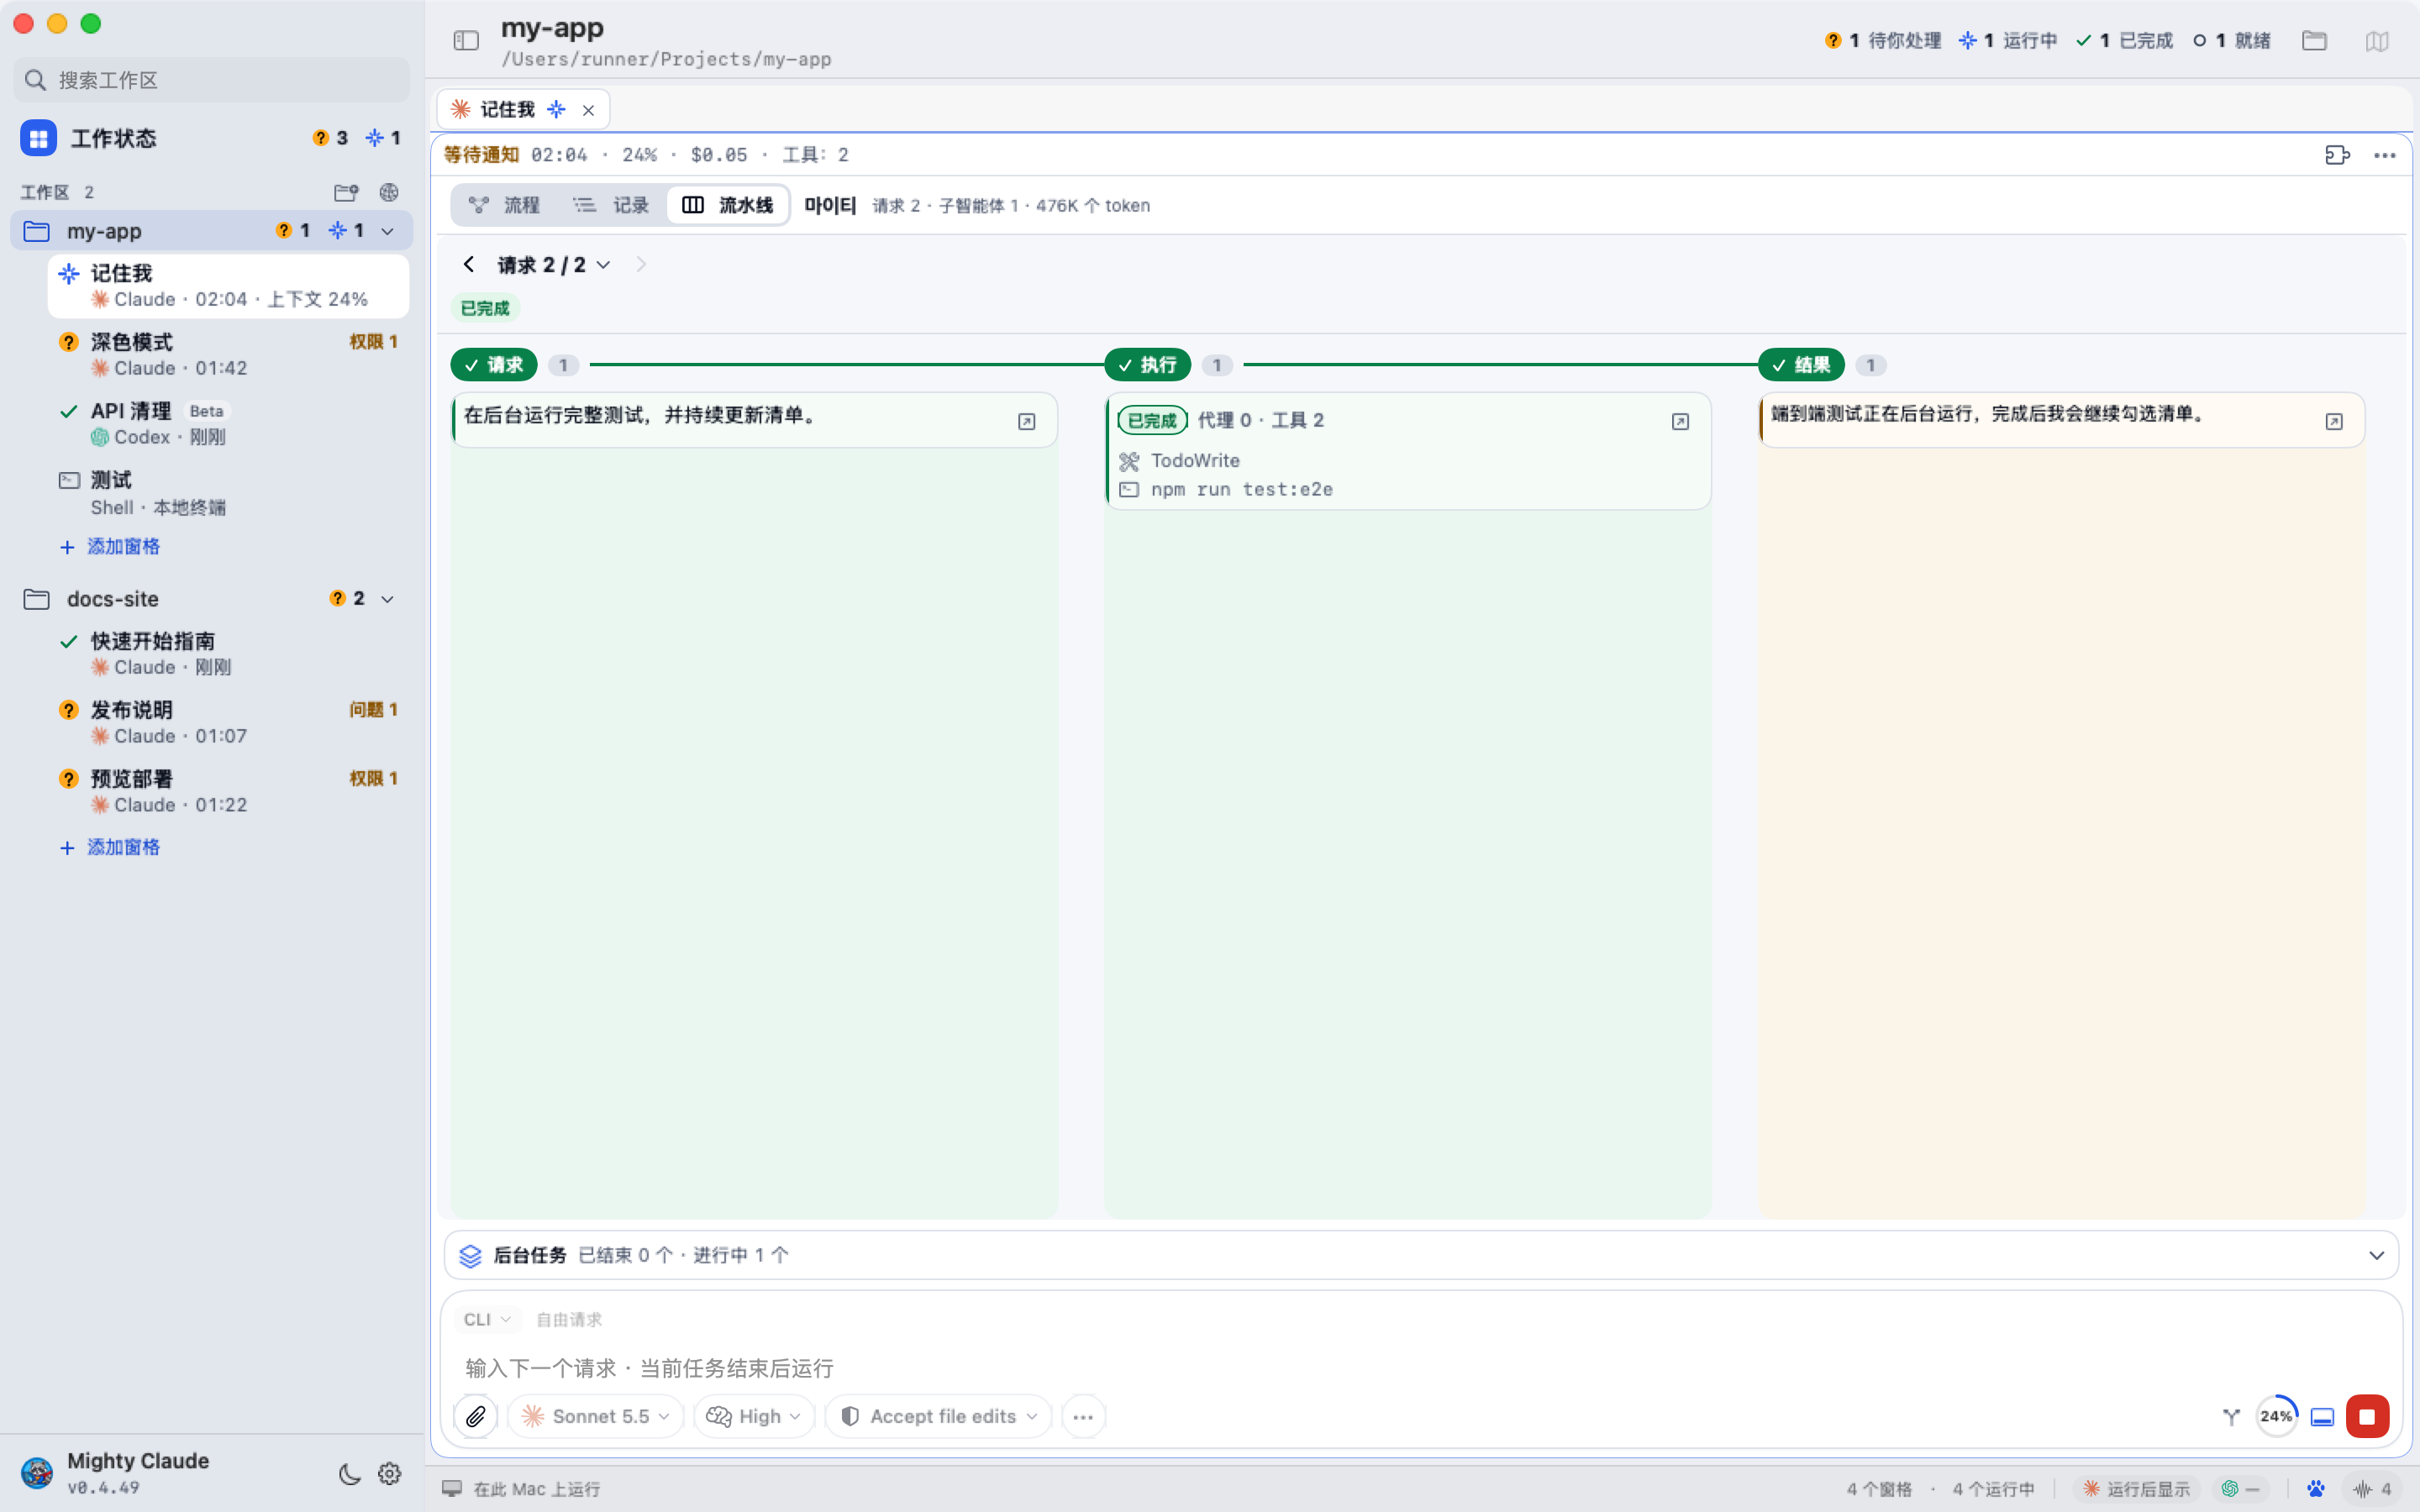 搜索工作区
工作状态 3 1
工作区 2
my-app 1 1
记住我
Claude · 02:04 · 上下文 24%
深色模式 权限 1
Claude · 01:42
API 清理 Beta
Codex · 刚刚
测试
Shell · 本地终端
+ 添加窗格
docs-site 2
快速开始指南
Claude · 刚刚
发布说明 问题 1
Claude · 01:07
预览部署 权限 1
Claude · 01:22
+ 添加窗格
Mighty Claude
v0.4.49
my-app
/Users/runner/Projects/my-app
1 待你处理 1 运行中 1 已完成 1 就绪
记住我
等待通知 02:04 · 24% · $0.05 · 工具: 2
流程 记录 流水线 마이티 请求 2 · 子智能体 1 · 476K 个 token
请求 2 / 2
已完成
请求 1
执行 1
结果 1
在后台运行完整测试，并持续更新清单。
已完成 代理 0 · 工具 2
TodoWrite
npm run test:e2e
端到端测试正在后台运行，完成后我会继续勾选清单。
后台任务 已结束 0 个 · 进行中 1 个
CLI 自由请求
输入下一个请求 · 当前任务结束后运行
Sonnet 5.5 High Accept file edits
24%
在此 Mac 上运行
4 个窗格 · 4 个运行中 运行后显示 — 4